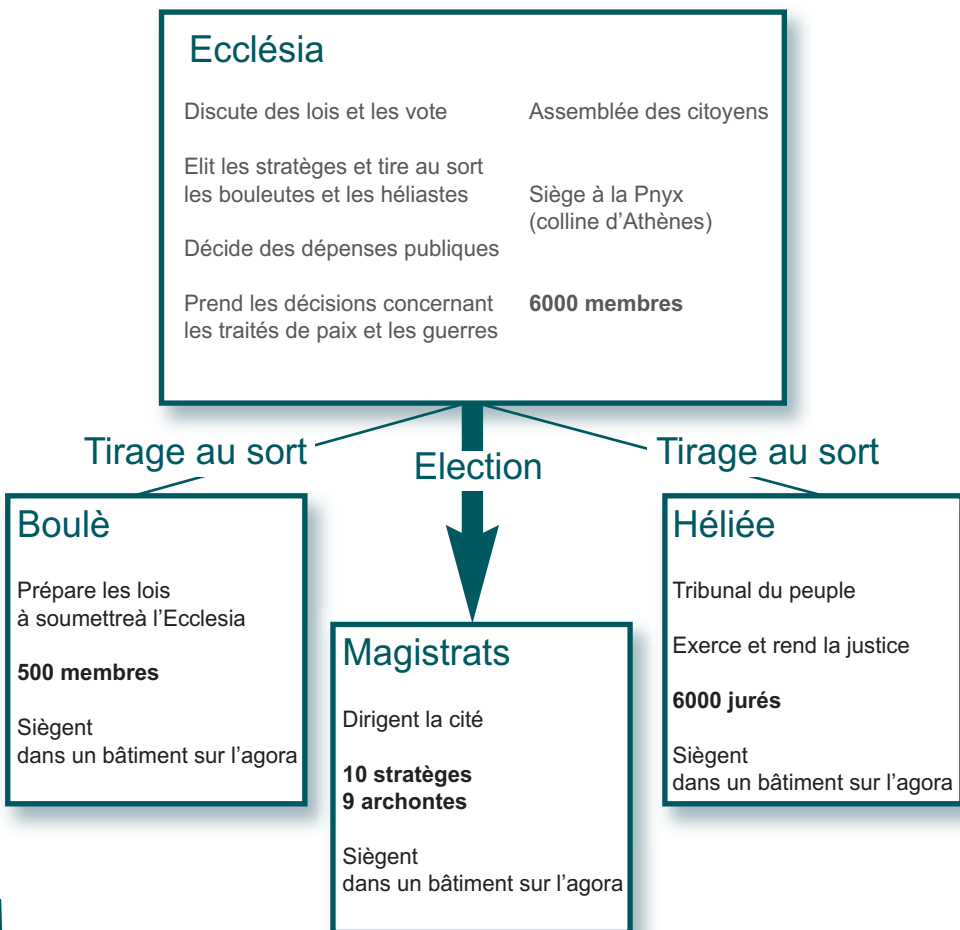 Ecclésia
Discute des lois et les vote
Elit les stratèges et tire au sort
les bouleutes et les héliastes
Décide des dépenses publiques
Prend les décisions concernant
les traités de paix et les guerres
Assemblée des citoyens
Siège à la Pnyx
(colline d'Athènes)
6000 membres
Tirage au sort
Election
Tirage au sort
Boulè
Prépare les lois
à soumettreà l'Ecclesia
500 membres
Siègent
dans un bâtiment sur l'agora
Magistrats
Dirigent la cité
10 stratèges
9 archontes
Siègent
dans un bâtiment sur l'agora
Héliée
Tribunal du peuple
Exerce et rend la justice
6000 jurés
Siègent
dans un bâtiment sur l'agora